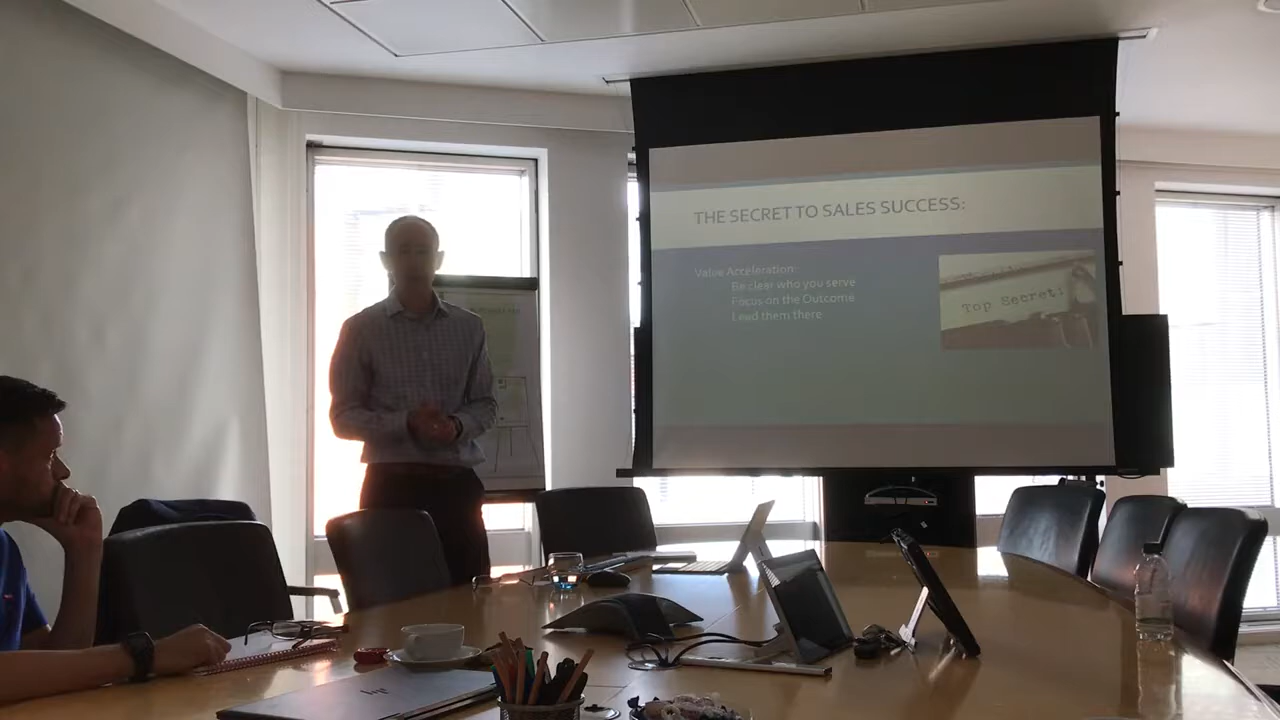 THE SECRET TO SALES SUCCESS:
Value Acceleration:
Be clear who you serve
Focus on the Outcome
Lead them there
Top Secret:
hp